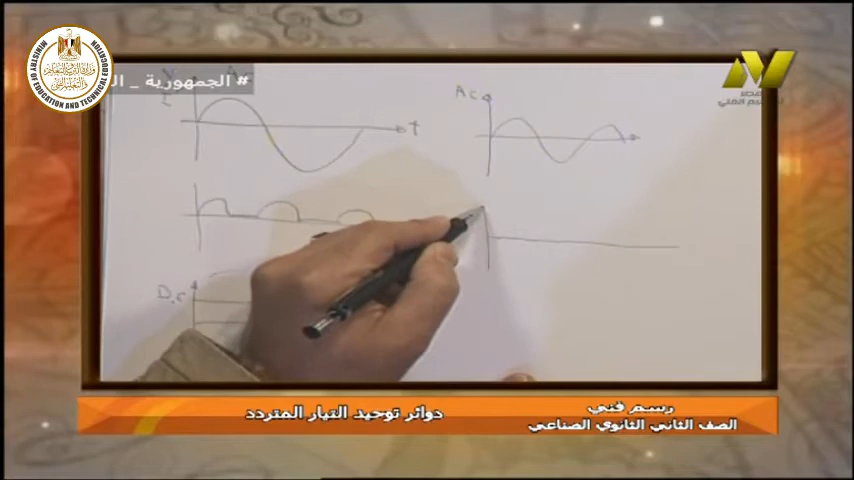 MINISTRY OF EDUCATION AND TECHNICAL EDUCATION
# الجمهورية _ ال
AC
t
D.C
رسم فني
الصف الثاني الثانوي الصناعي
دوائر توحيد التيار المتردد